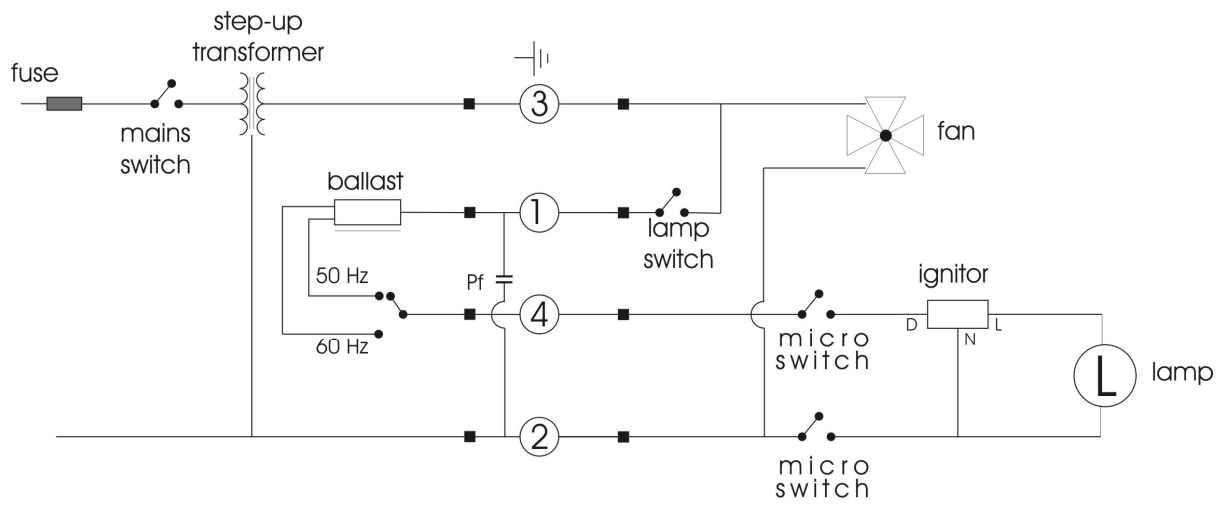 step-up
transformer
fuse
3
mains
switch
fan
ballast
1
lamp
switch
50 Hz
Pf
ignitor
4
60 Hz
D
L
N
micro
switch
L
lamp
2
micro
switch